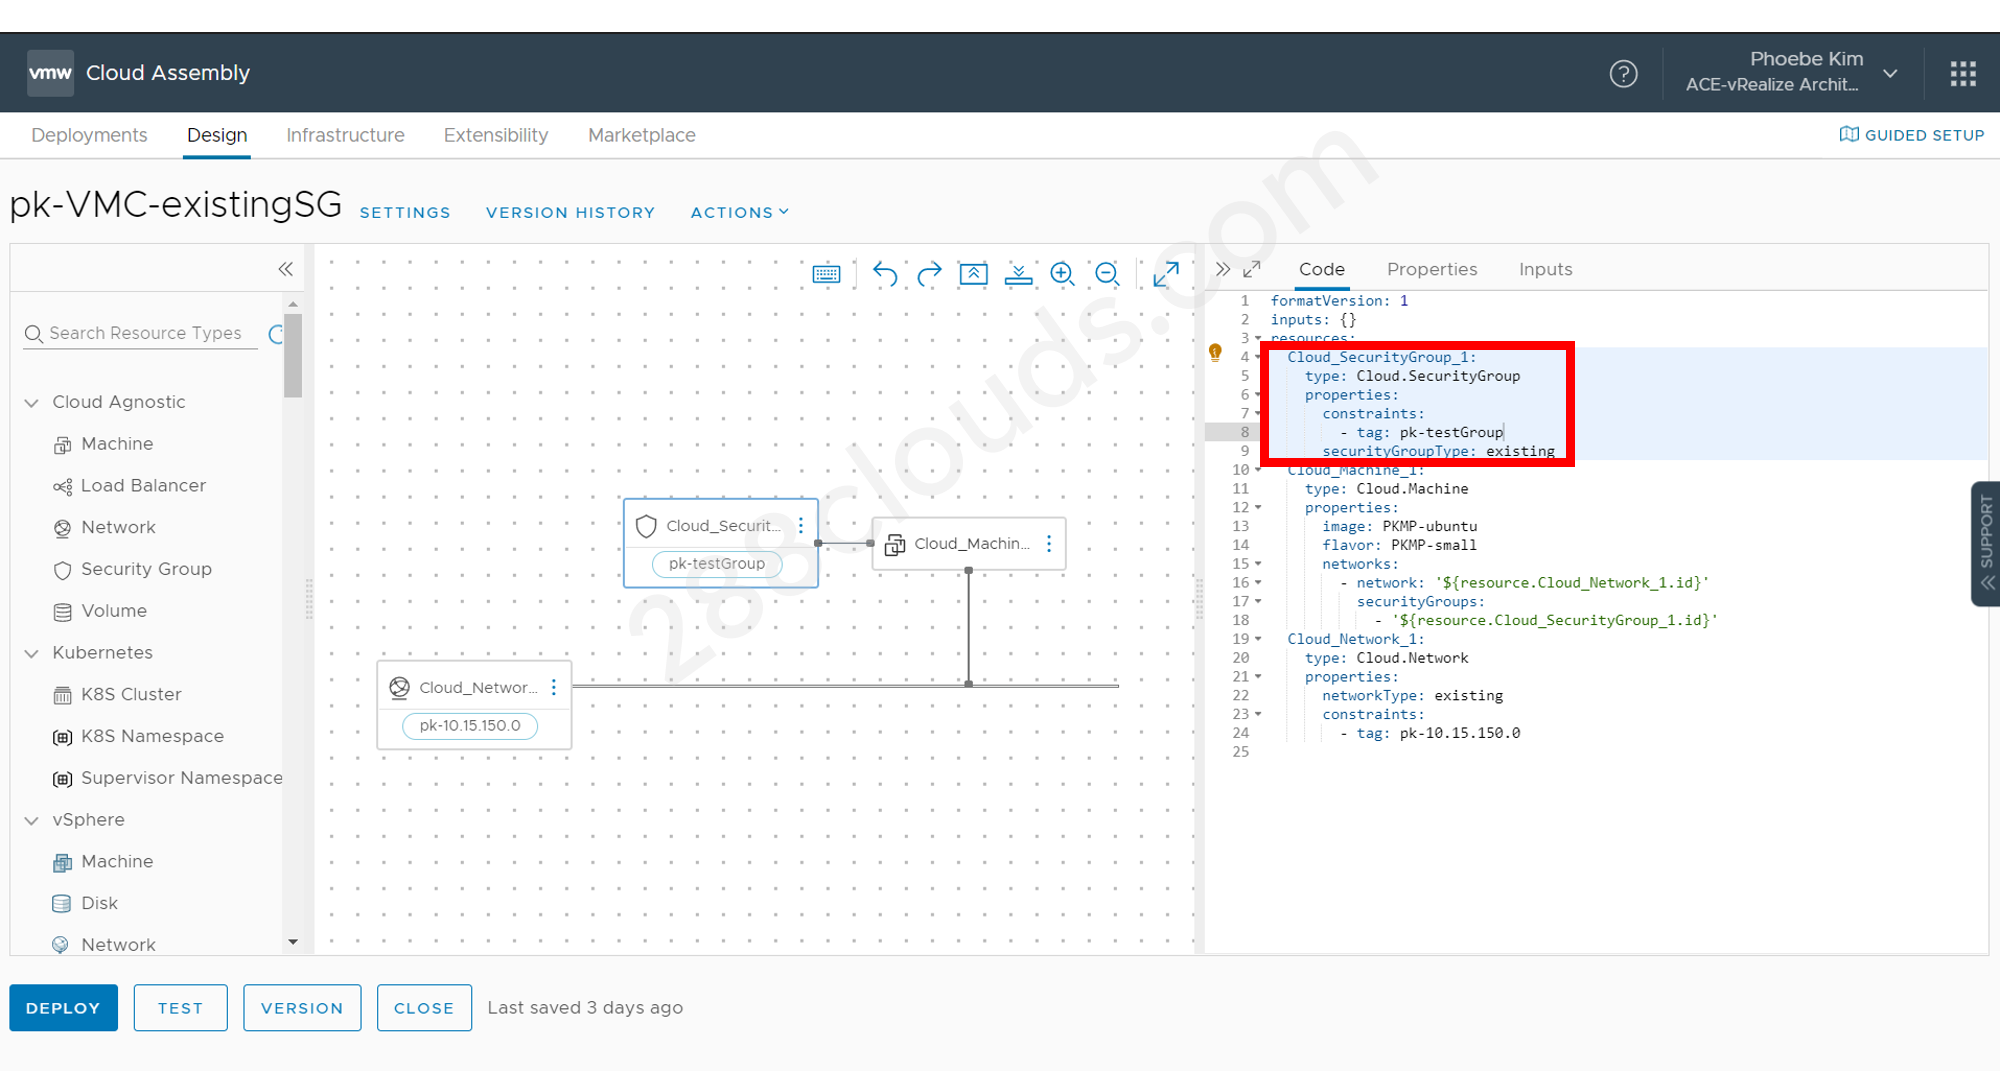 vmw Cloud Assembly
Phoebe Kim
ACE-vRealize Archit...
Deployments Design Infrastructure Extensibility Marketplace
GUIDED SETUP
pk-VMC-existingSG SETTINGS VERSION HISTORY ACTIONS
Code Properties Inputs
Search Resource Types
Cloud Agnostic
Machine
Load Balancer
Network
Security Group
Volume
Kubernetes
K8S Cluster
K8S Namespace
Supervisor Namespace
vSphere
Machine
Disk
Network
Cloud_Securit...
pk-testGroup
Cloud_Machin...
Cloud_Networ...
pk-10.15.150.0
288clouds.com
1 formatVersion: 1
2 inputs: {}
3 resources:
4 Cloud_SecurityGroup_1:
5 type: Cloud.SecurityGroup
6 properties:
7 constraints:
8 - tag: pk-testGroup
9 securityGroupType: existing
10 Cloud_Machine_1:
11 type: Cloud.Machine
12 properties:
13 image: PKMP-ubuntu
14 flavor: PKMP-small
15 networks:
16 - network: '${resource.Cloud_Network_1.id}'
17 securityGroups:
18 - '${resource.Cloud_SecurityGroup_1.id}'
19 Cloud_Network_1:
20 type: Cloud.Network
21 properties:
22 networkType: existing
23 constraints:
24 - tag: pk-10.15.150.0
25
SUPPORT
DEPLOY TEST VERSION CLOSE Last saved 3 days ago